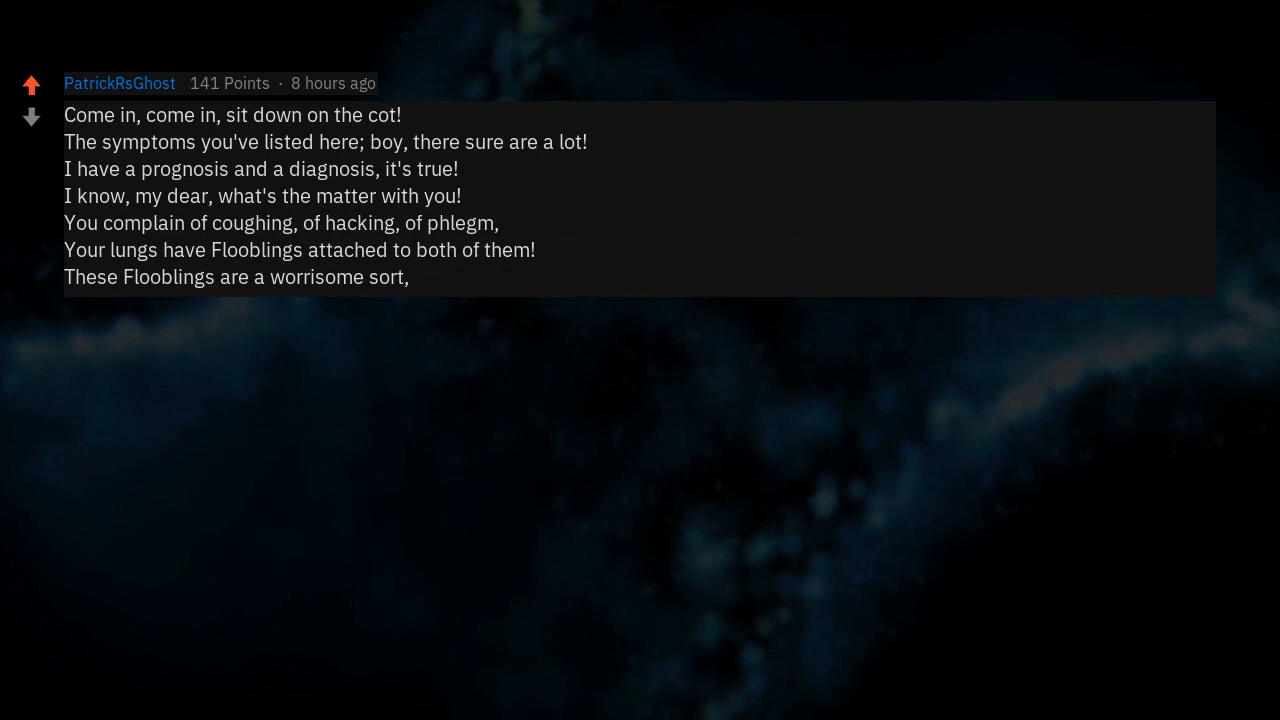 PatrickRsGhost 141 Points · 8 hours ago
Come in, come in, sit down on the cot!
The symptoms you've listed here; boy, there sure are a lot!
I have a prognosis and a diagnosis, it's true!
I know, my dear, what's the matter with you!
You complain of coughing, of hacking, of phlegm,
Your lungs have Flooblings attached to both of them!
These Flooblings are a worrisome sort,